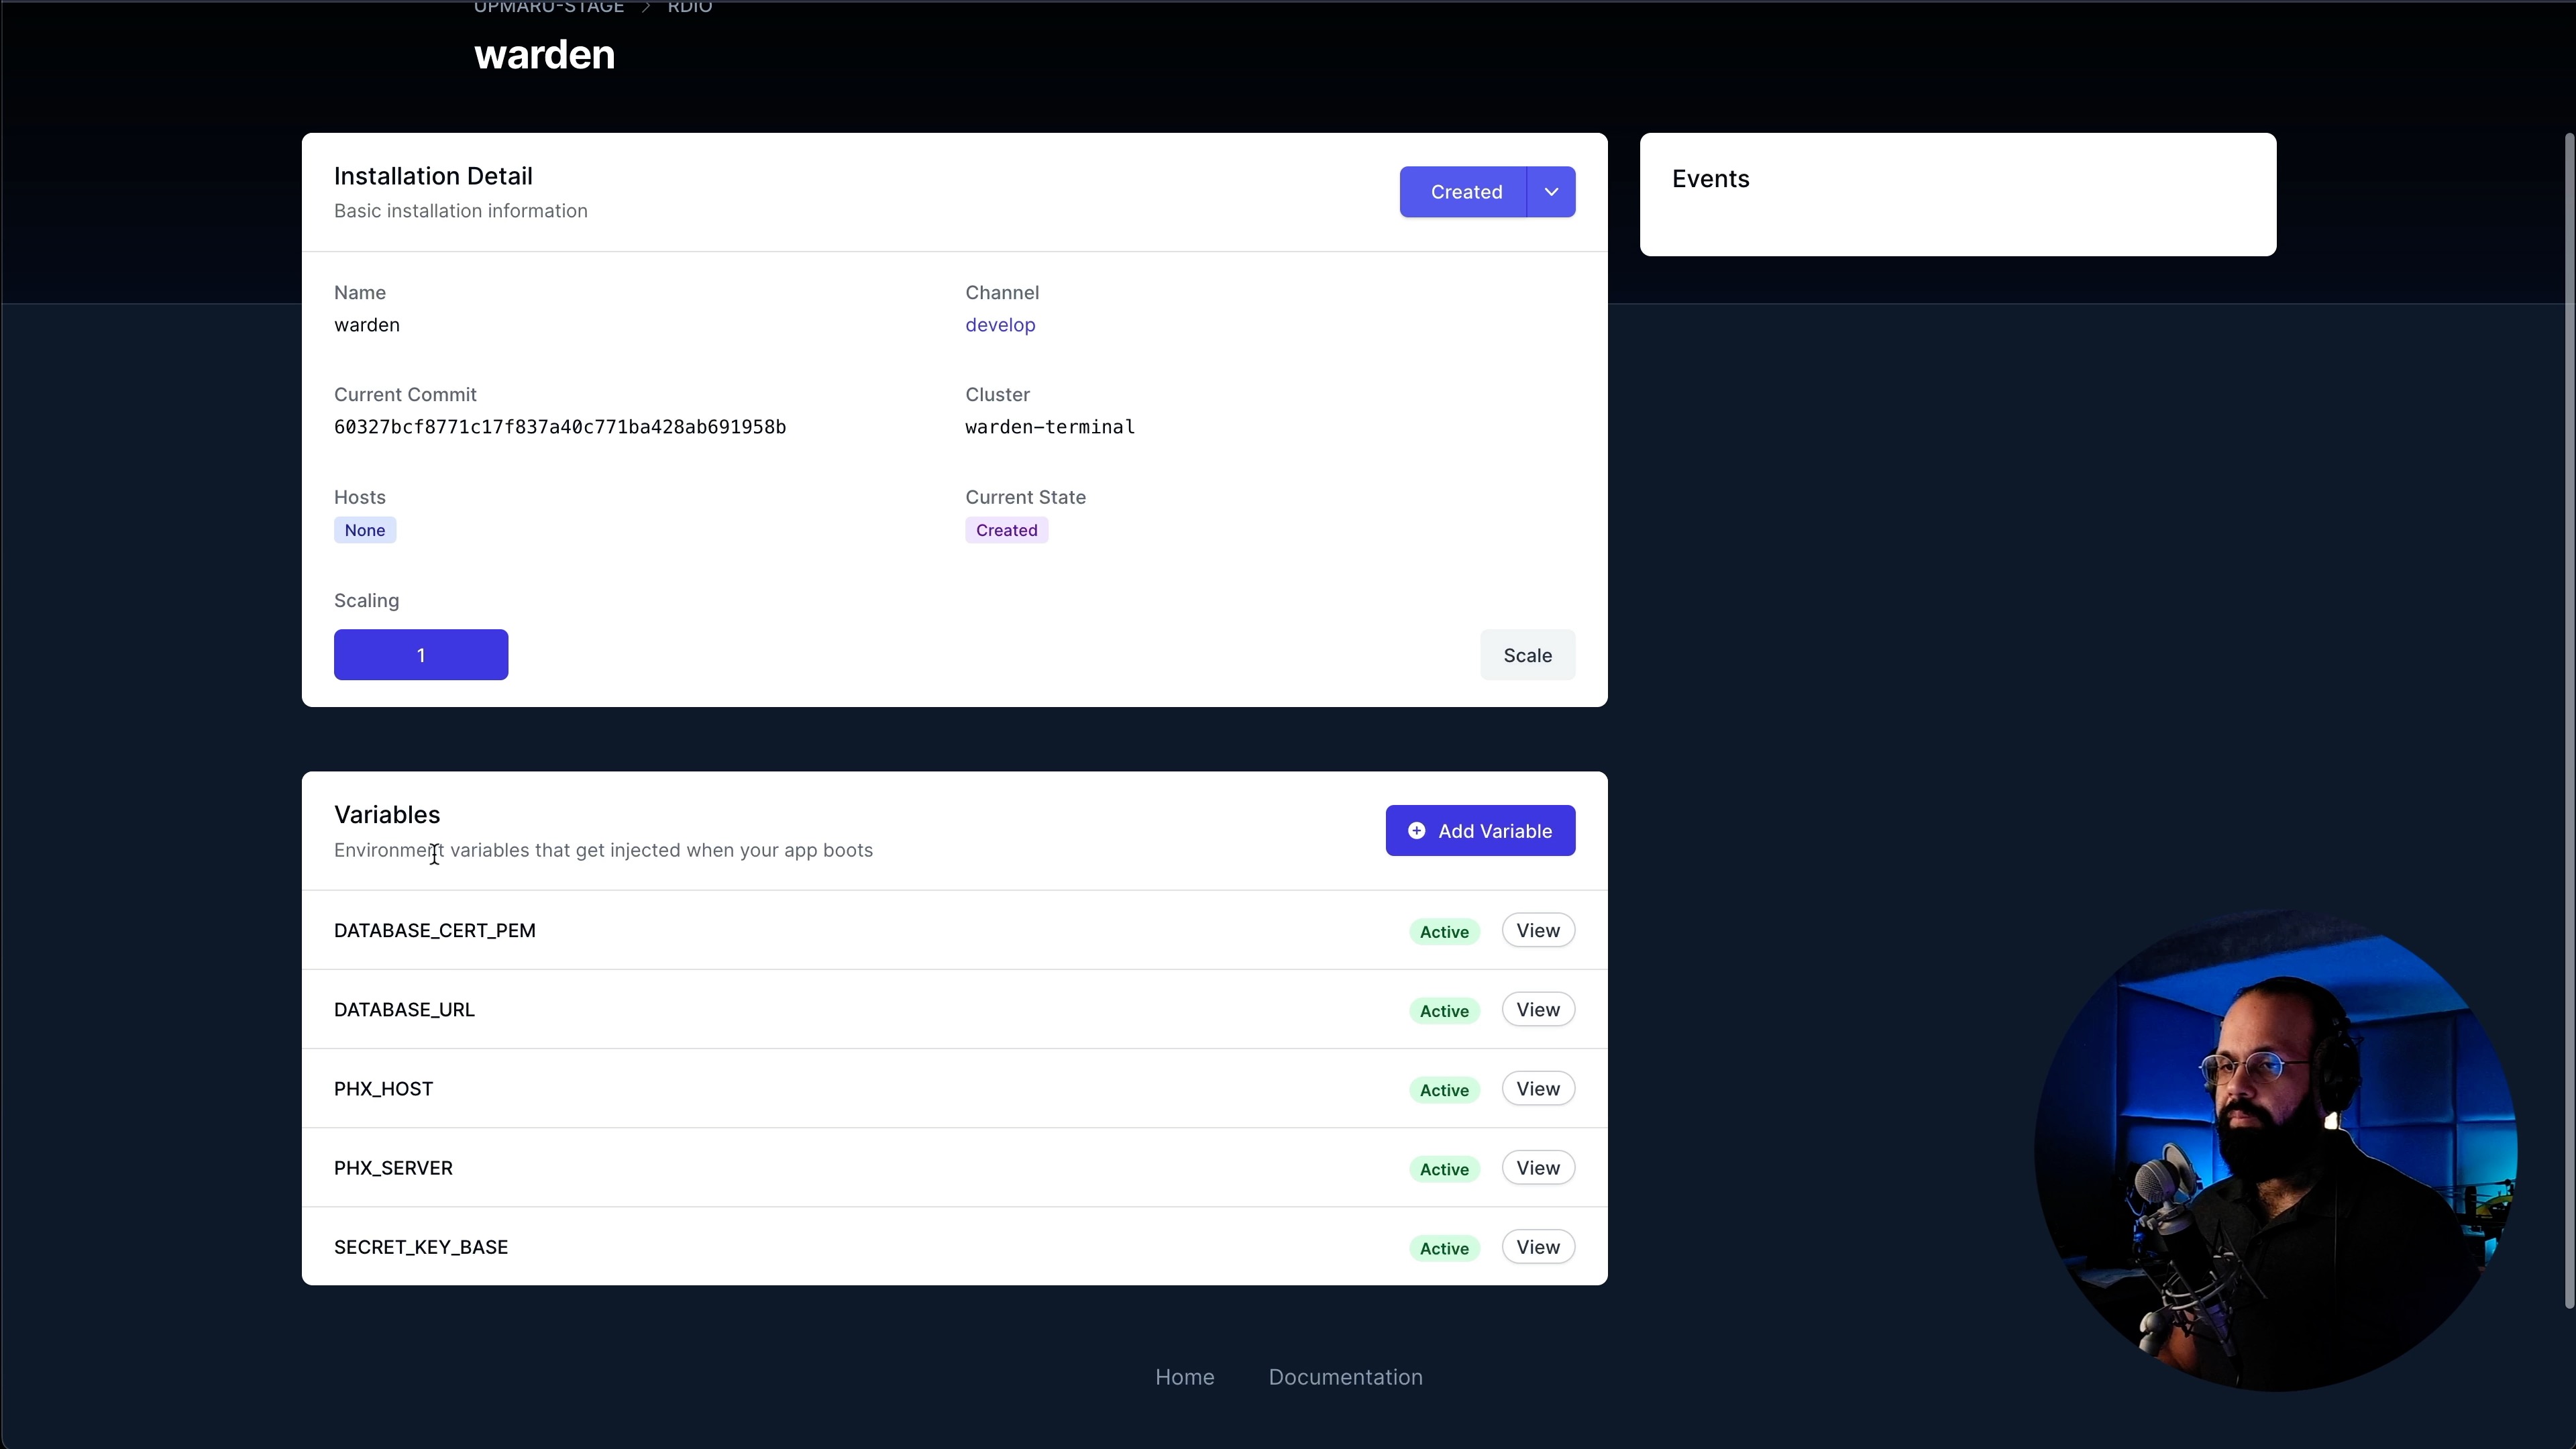 UPMARU-STAGE > RDIO
warden
Installation Detail
Basic installation information
Created
Events
Name
warden
Channel
develop
Current Commit
60327bcf8771c17f837a40c771ba428ab691958b
Cluster
warden-terminal
Hosts
None
Current State
Created
Scaling
1
Scale
Variables
Environment variables that get injected when your app boots
Add Variable
DATABASE_CERT_PEM Active View
DATABASE_URL Active View
PHX_HOST Active View
PHX_SERVER Active View
SECRET_KEY_BASE Active View
Home Documentation